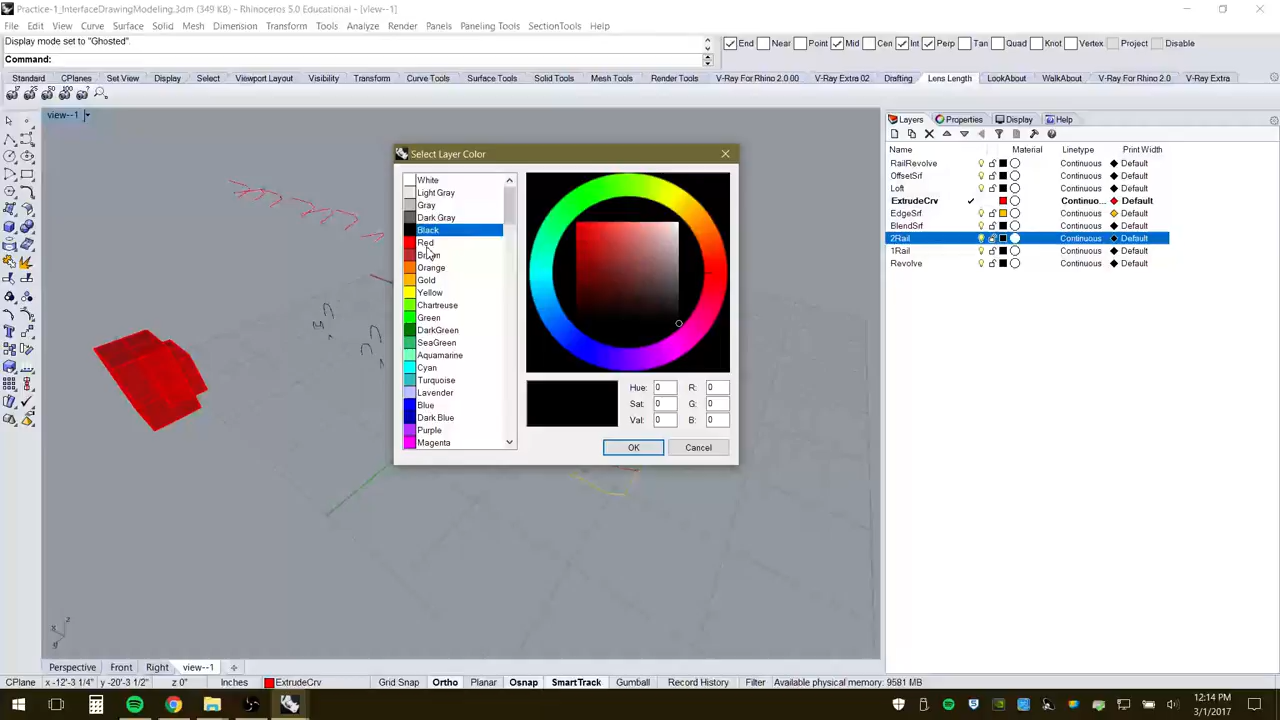 Practice-1_InterfaceDrawingModeling.3dm (349 KB) - Rhinoceros 5.0 Educational - [view--1]
File Edit View Curve Surface Solid Mesh Dimension Transform Tools Analyze Render Panels Paneling Tools SectionTools Help
Display mode set to "Ghosted".
Command:
End Near Point Mid Cen Int Perp Tan Quad Knot Vertex Project Disable
Standard CPlanes Set View Display Select Viewport Layout Visibility Transform Curve Tools Surface Tools Solid Tools Mesh Tools Render Tools V-Ray For Rhino 2.0 00 V-Ray Extra 02 Drafting Lens Length LookAbout WalkAbout V-Ray For Rhino 2.0 V-Ray Extra
view--1
Layers Properties Display Help
Name Material Linetype Print Width
RailRevolve Continuous Default
OffsetSrf Continuous Default
Loft Continuous Default
ExtrudeCrv Continuo... Default
EdgeSrf Continuous Default
BlendSrf Continuous Default
2Rail Continuous Default
1Rail Continuous Default
Revolve Continuous Default
Select Layer Color
White
Light Gray
Gray
Dark Gray
Black
Red
Brown
Orange
Gold
Yellow
Chartreuse
Green
DarkGreen
SeaGreen
Aquamarine
Cyan
Turquoise
Lavender
Blue
Dark Blue
Purple
Magenta
Hue: 0 R: 0
Sat: 0 G: 0
Val: 0 B: 0
OK Cancel
x z
y
Perspective Front Right view--1
CPlane x -12'-3 1/4" y -20'-3 1/2" z 0" Inches ExtrudeCrv Grid Snap Ortho Planar Osnap SmartTrack Gumball Record History Filter Available physical memory: 9581 MB
12:14 PM
3/1/2017